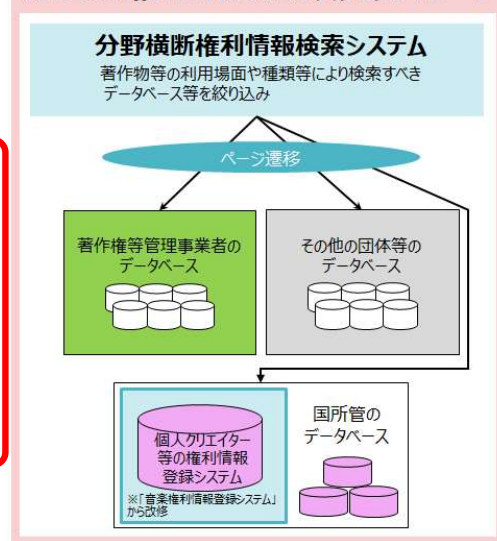 分野横断権利情報検索システム
著作物等の利用場面や種類等により検索すべき
データベース等を絞り込み
ページ遷移
著作権等管理事業者の
データベース
その他の団体等の
データベース
個人クリエイター
等の権利情報
登録システム
※「音楽権利情報登録システム」
から改修
国所管の
データベース